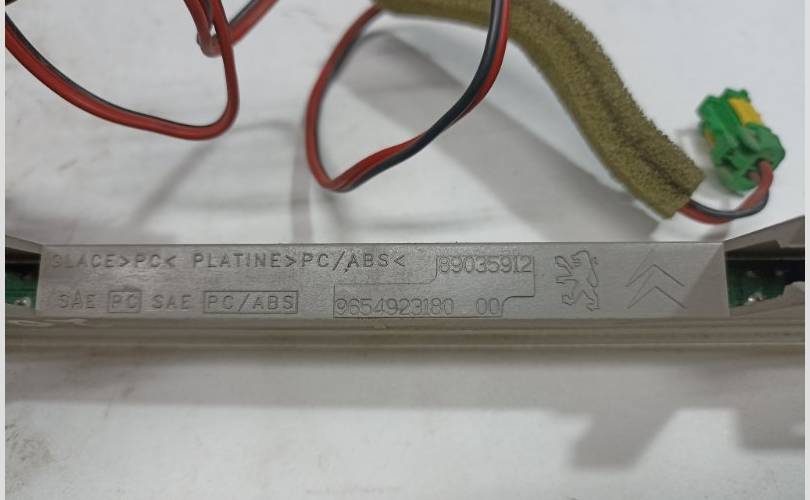 GLACE>PC< PLATINE>PC/ABS< 89035912
SAE PC SAE PC/ABS 9654923180 00